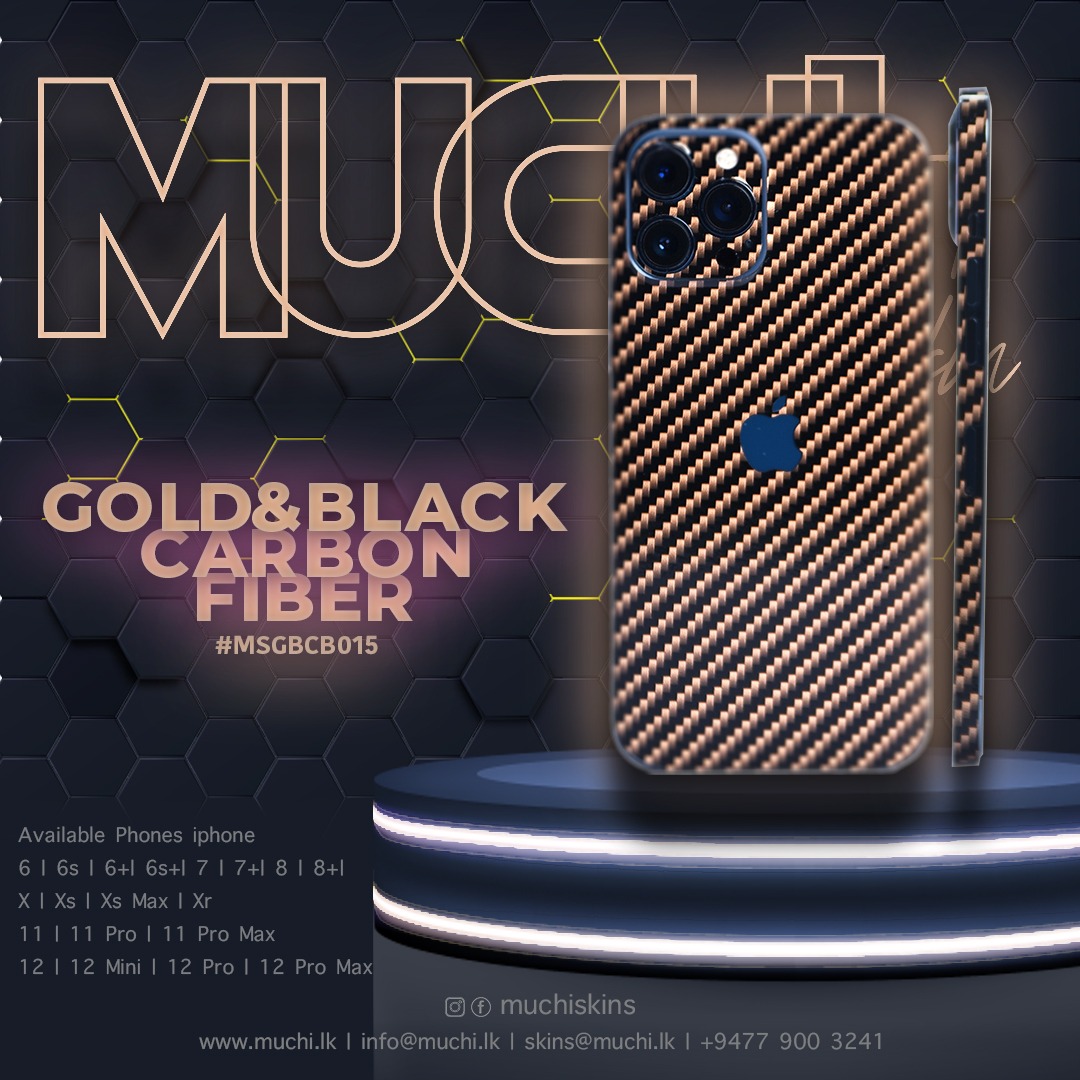 MUCHI
GOLD&BLACK
CARBON
FIBER
#MSGBCB015
Available Phones iphone
6 | 6s | 6+| 6s+| 7 | 7+| 8 | 8+|
X | Xs | Xs Max | Xr
11 | 11 Pro | 11 Pro Max
12 | 12 Mini | 12 Pro | 12 Pro Max
muchiskins
www.muchi.lk | info@muchi.lk | skins@muchi.lk | +9477 900 3241